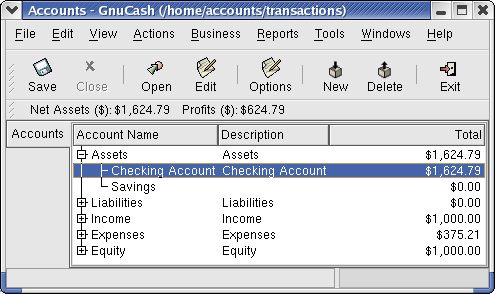 Accounts - GnuCash (/home/accounts/transactions)
File Edit View Actions Business Reports Tools Windows Help
Save Close Open Edit Options New Delete Exit
Net Assets ($): $1,624.79 Profits ($): $624.79
Accounts
Account Name Description Total
Assets Assets $1,624.79
Checking Account Checking Account $1,624.79
Savings $0.00
Liabilities Liabilities $0.00
Income Income $1,000.00
Expenses Expenses $375.21
Equity Equity $1,000.00